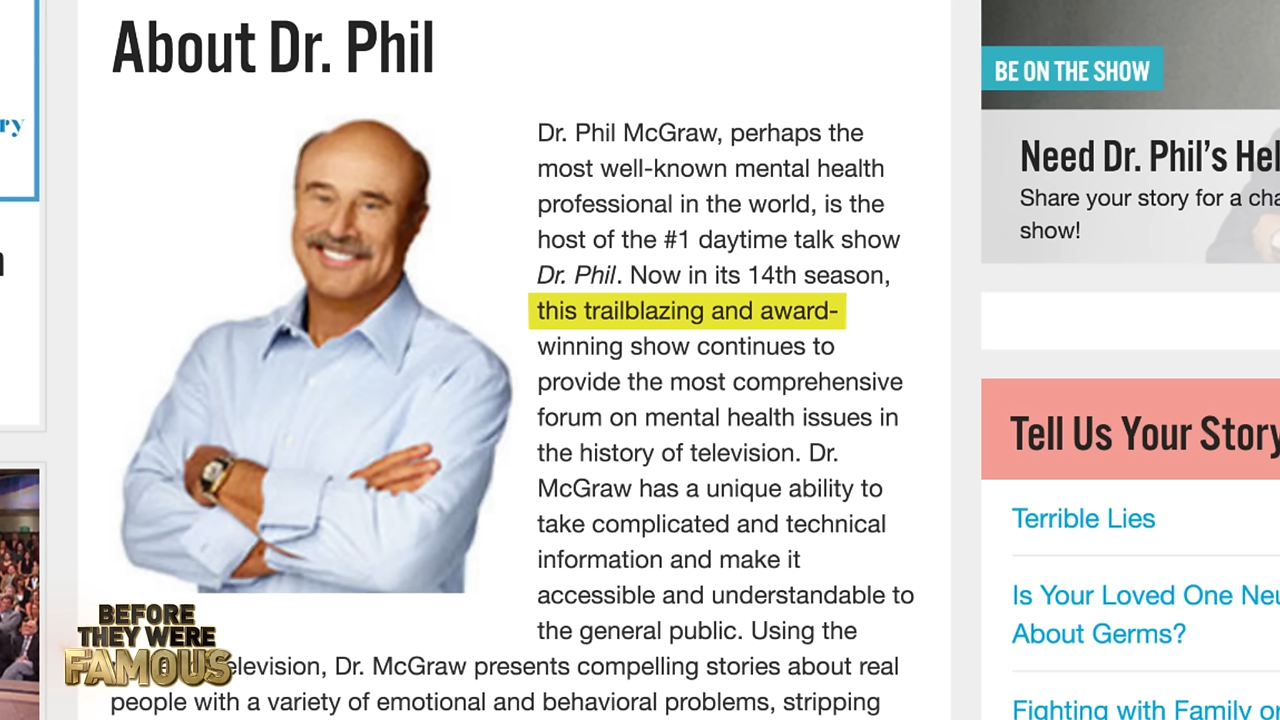 About Dr. Phil
Dr. Phil McGraw, perhaps the
most well-known mental health
professional in the world, is the
host of the #1 daytime talk show
Dr. Phil. Now in its 14th season,
this trailblazing and award-
winning show continues to
provide the most comprehensive
forum on mental health issues in
the history of television. Dr.
McGraw has a unique ability to
take complicated and technical
information and make it
accessible and understandable to
the general public. Using the
elevision, Dr. McGraw presents compelling stories about real
people with a variety of emotional and behavioral problems, stripping
BE ON THE SHOW
Need Dr. Phil's Hel
Share your story for a cha
show!
Tell Us Your Story
Terrible Lies
Is Your Loved One Neu
About Germs?
Fighting with Family or
ry
BEFORE
THEY WERE
FAMOUS